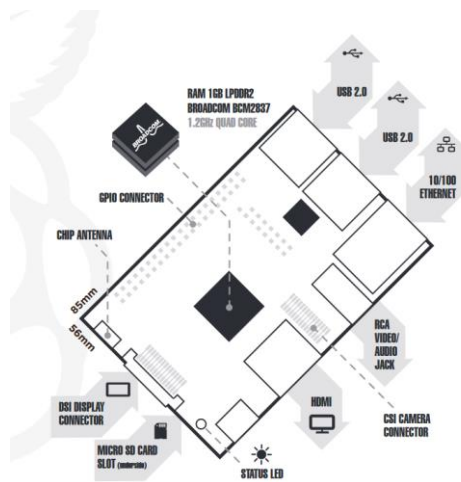 RAM 1GB LPDDR2
BROADCOM BCM2837
1.2GHz QUAD CORE
USB 2.0
BROADCOM
USB 2.0
10/100
ETHERNET
GPIO CONNECTOR
CHIP ANTENNA
85mm
56mm
RCA
VIDEO/
AUDIO
JACK
DSI DISPLAY
CONNECTOR
HDMI
CSI CAMERA
CONNECTOR
MICRO SD CARD
SLOT (underside)
STATUS LED